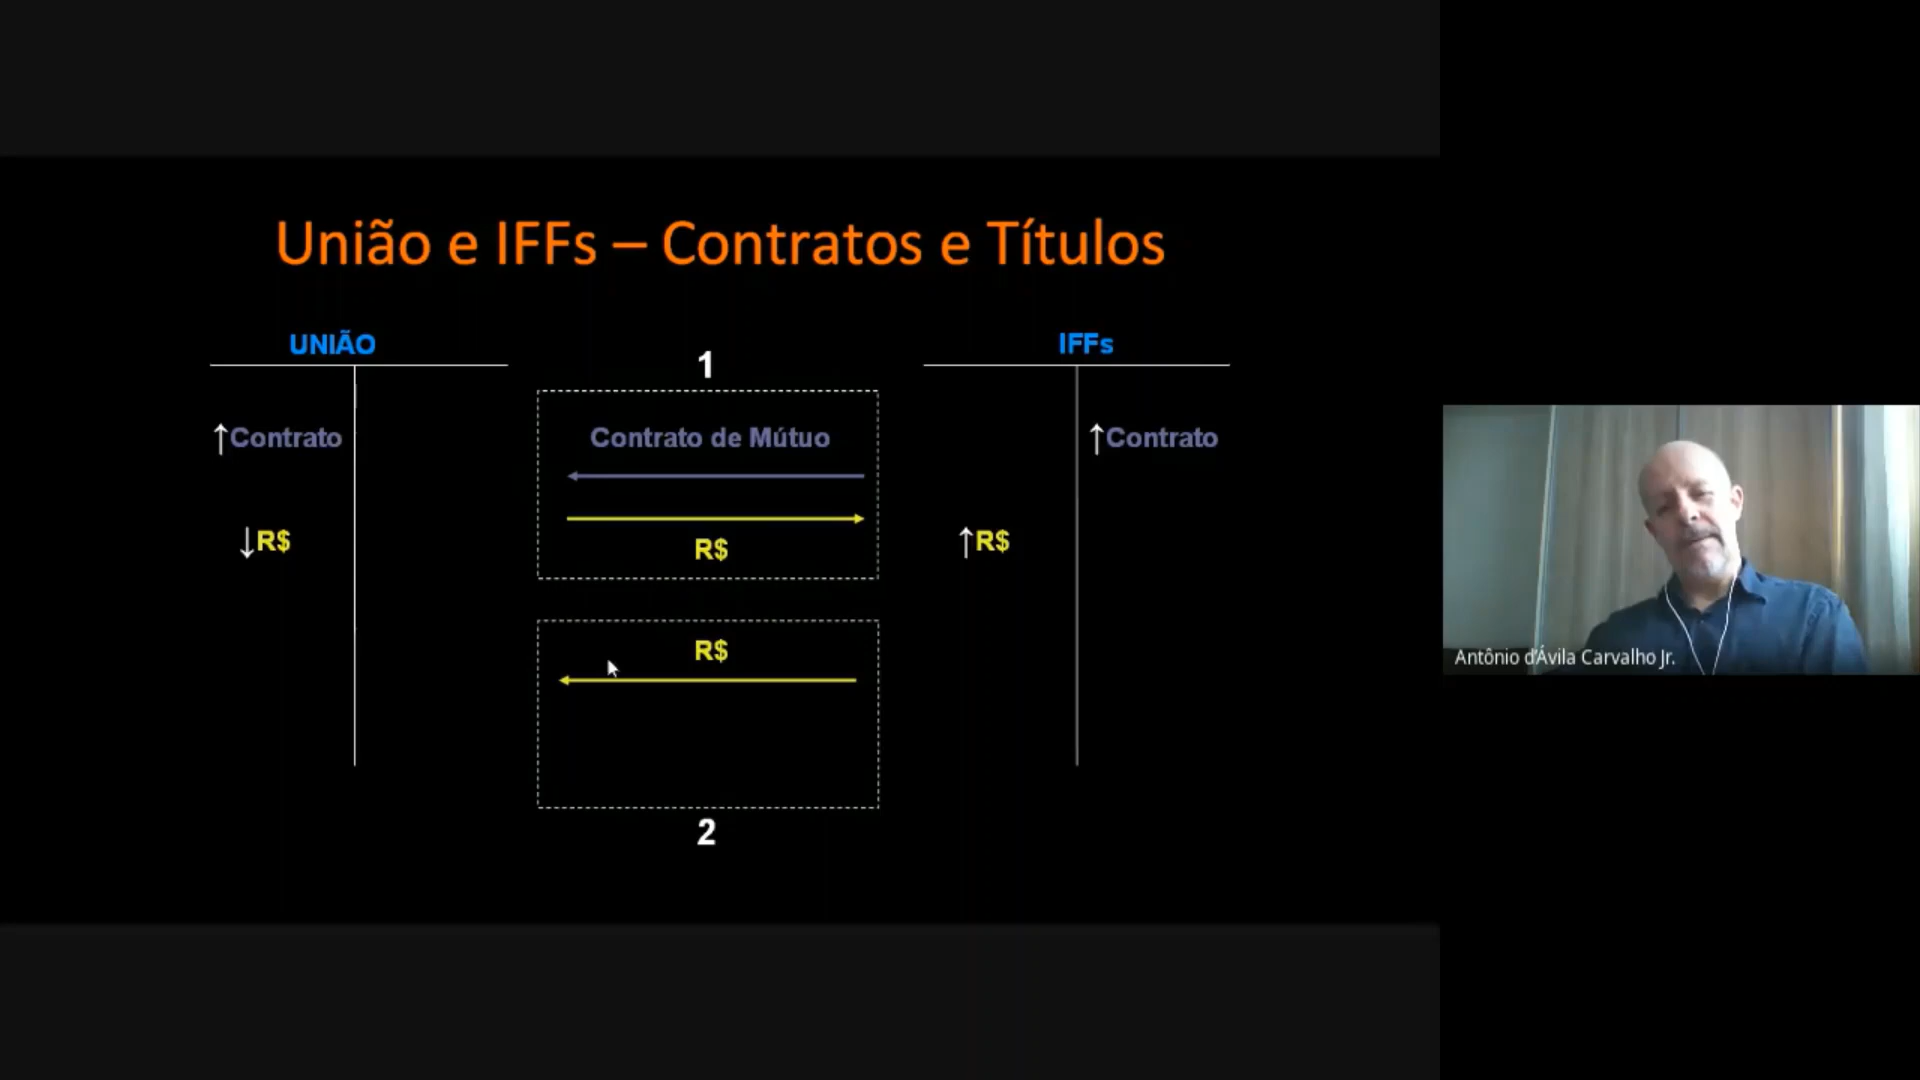 União e IFFs – Contratos e Títulos
UNIÃO
1
IFFs
↑Contrato
Contrato de Mútuo
↑Contrato
↓R$
R$
↑R$
R$
2
Antônio d'Ávila Carvalho Jr.